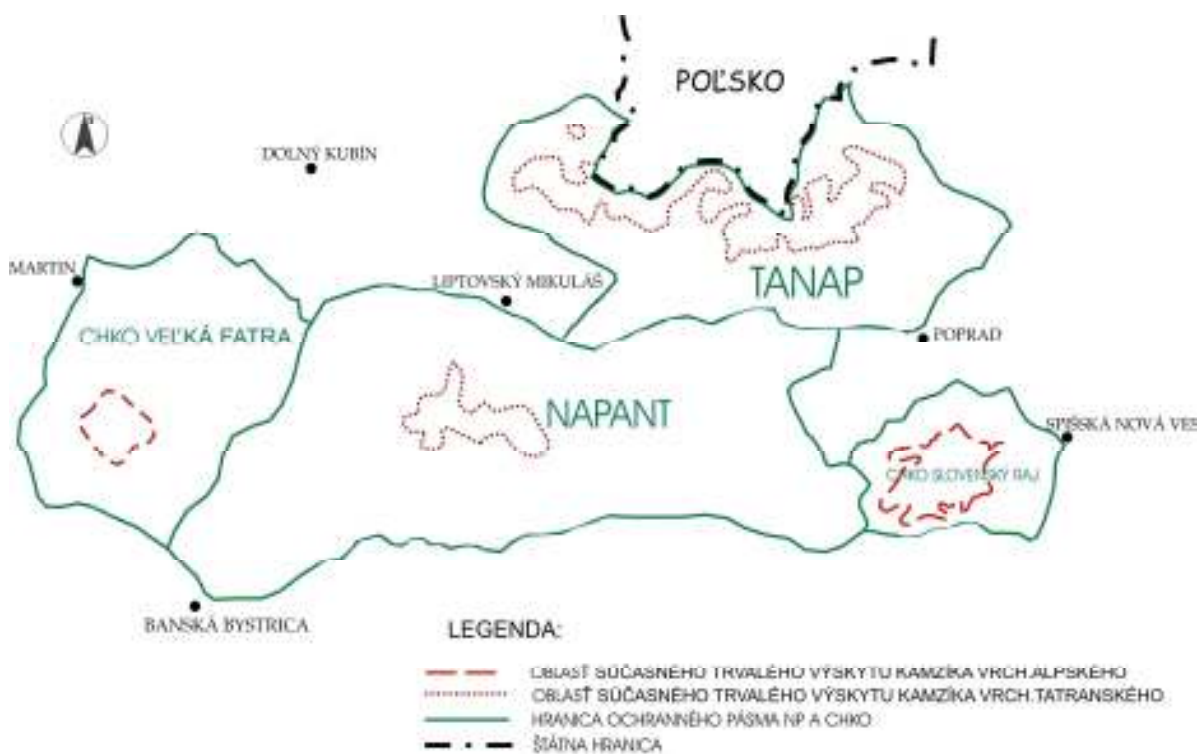 POĽSKO
DOLNÝ KUBÍN
MARTIN
LIPTOVSKÝ MIKULÁŠ
TANAP
CHKO VEĽKÁ FATRA
POPRAD
NAPANT
SPIŠSKÁ NOVÁ VES
CHKO SLOVENSKÝ RAJ
BANSKÁ BYSTRICA
LEGENDA:
OBLASŤ SÚČASNÉHO TRVALÉHO VÝSKYTU KAMZÍKA VRCH.ALPSKÉHO
OBLASŤ SÚČASNÉHO TRVALÉHO VÝSKYTU KAMZÍKA VRCH.TATRANSKÉHO
HRANICA OCHRANNÉHO PÁSMA NP A CHKO
ŠTÁTNA HRANICA